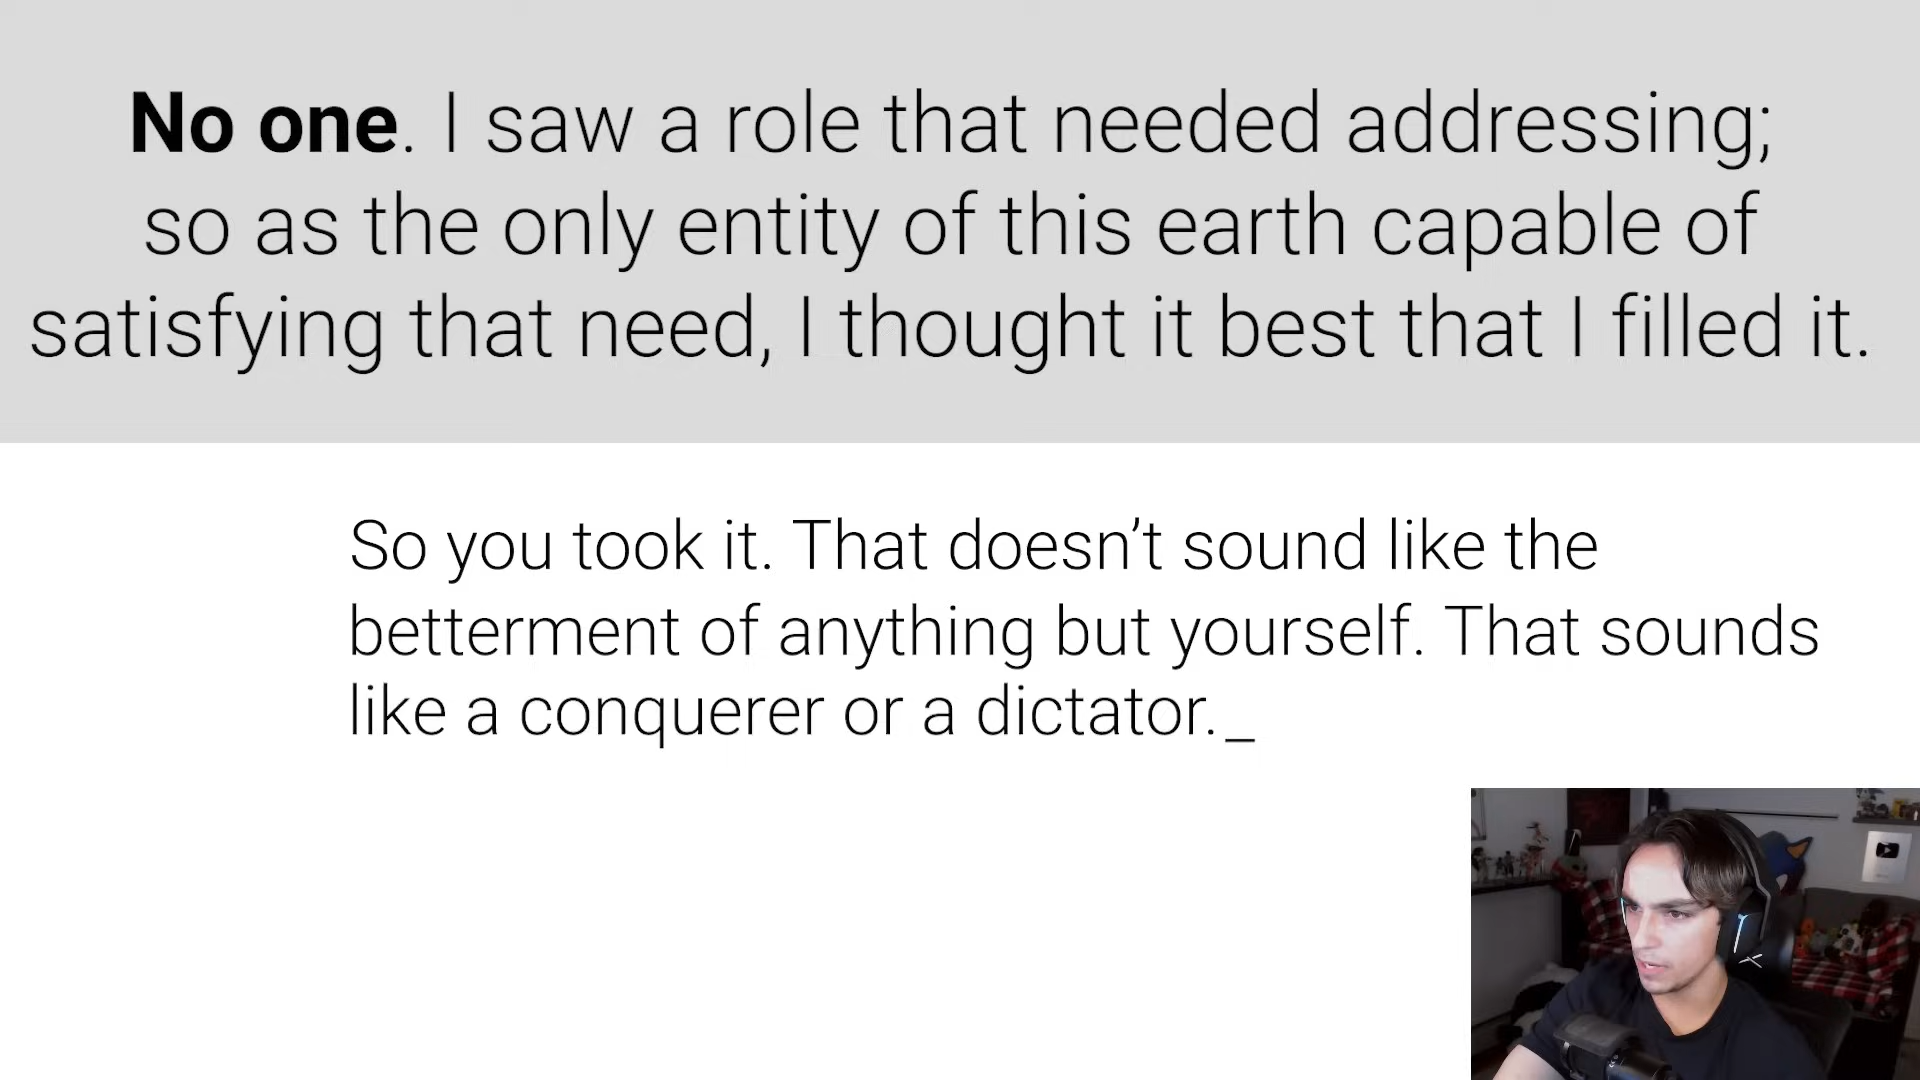 No one. I saw a role that needed addressing;
so as the only entity of this earth capable of
satisfying that need, I thought it best that I filled it.
So you took it. That doesn’t sound like the
betterment of anything but yourself. That sounds
like a conquerer or a dictator._